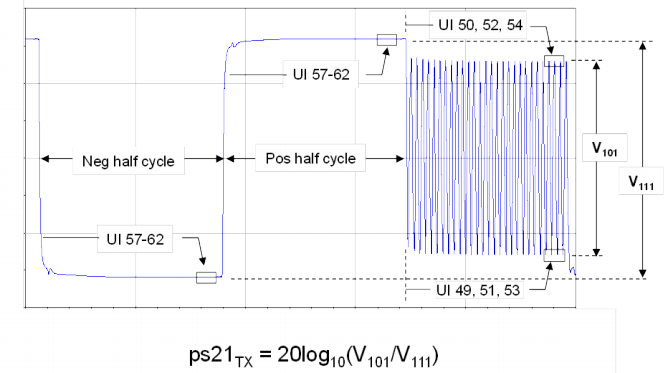 UI 50, 52, 54
UI 57-62
Neg half cycle
Pos half cycle
V101
V111
UI 57-62
UI 49, 51, 53
ps21TX = 20log10(V101/V111)